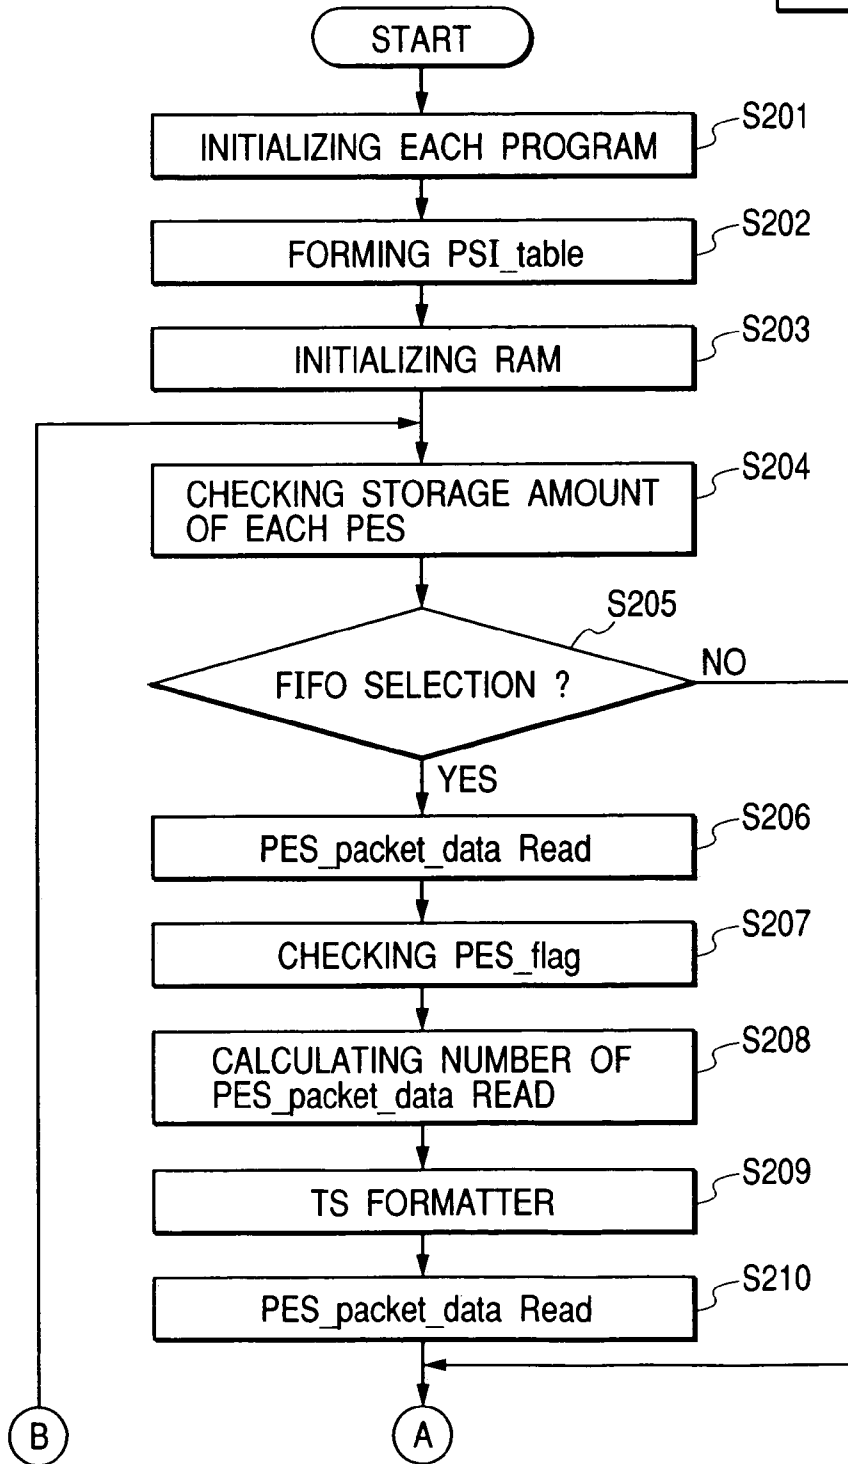 START
INITIALIZING EACH PROGRAM
S201
FORMING PSI_table
S202
INITIALIZING RAM
S203
CHECKING STORAGE AMOUNT
OF EACH PES
S204
FIFO SELECTION ?
S205
NO
YES
PES_packet_data Read
S206
CHECKING PES_flag
S207
CALCULATING NUMBER OF
PES_packet_data READ
S208
TS FORMATTER
S209
PES_packet_data Read
S210
B
A